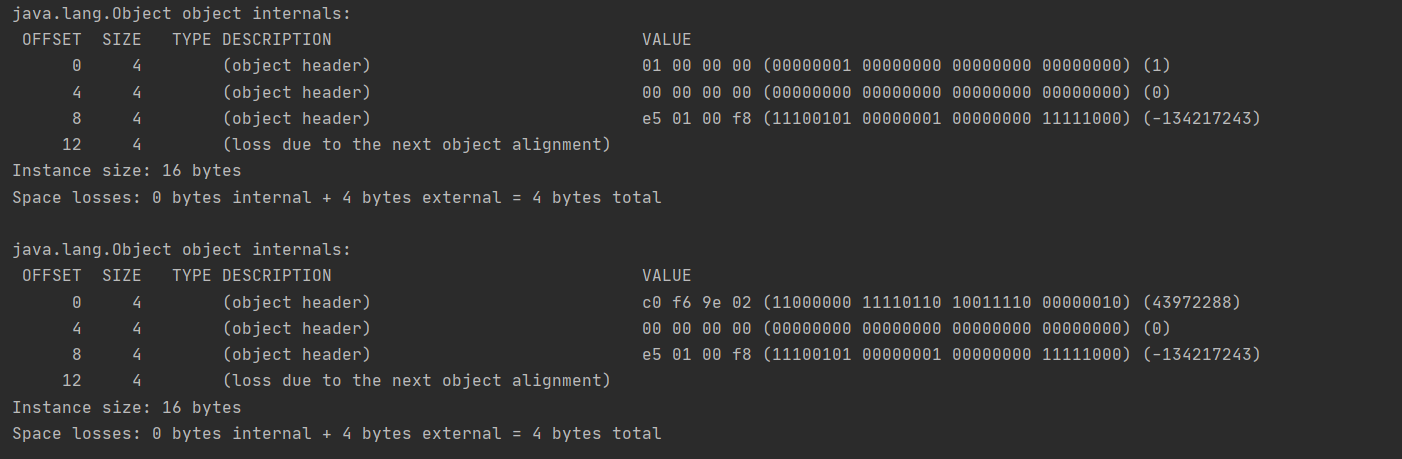 java.lang.Object object internals:
 OFFSET  SIZE   TYPE DESCRIPTION                               VALUE
      0     4        (object header)                           01 00 00 00 (00000001 00000000 00000000 00000000) (1)
      4     4        (object header)                           00 00 00 00 (00000000 00000000 00000000 00000000) (0)
      8     4        (object header)                           e5 01 00 f8 (11100101 00000001 00000000 11111000) (-134217243)
     12     4        (loss due to the next object alignment)
Instance size: 16 bytes
Space losses: 0 bytes internal + 4 bytes external = 4 bytes total

java.lang.Object object internals:
 OFFSET  SIZE   TYPE DESCRIPTION                               VALUE
      0     4        (object header)                           c0 f6 9e 02 (11000000 11110110 10011110 00000010) (43972288)
      4     4        (object header)                           00 00 00 00 (00000000 00000000 00000000 00000000) (0)
      8     4        (object header)                           e5 01 00 f8 (11100101 00000001 00000000 11111000) (-134217243)
     12     4        (loss due to the next object alignment)
Instance size: 16 bytes
Space losses: 0 bytes internal + 4 bytes external = 4 bytes total